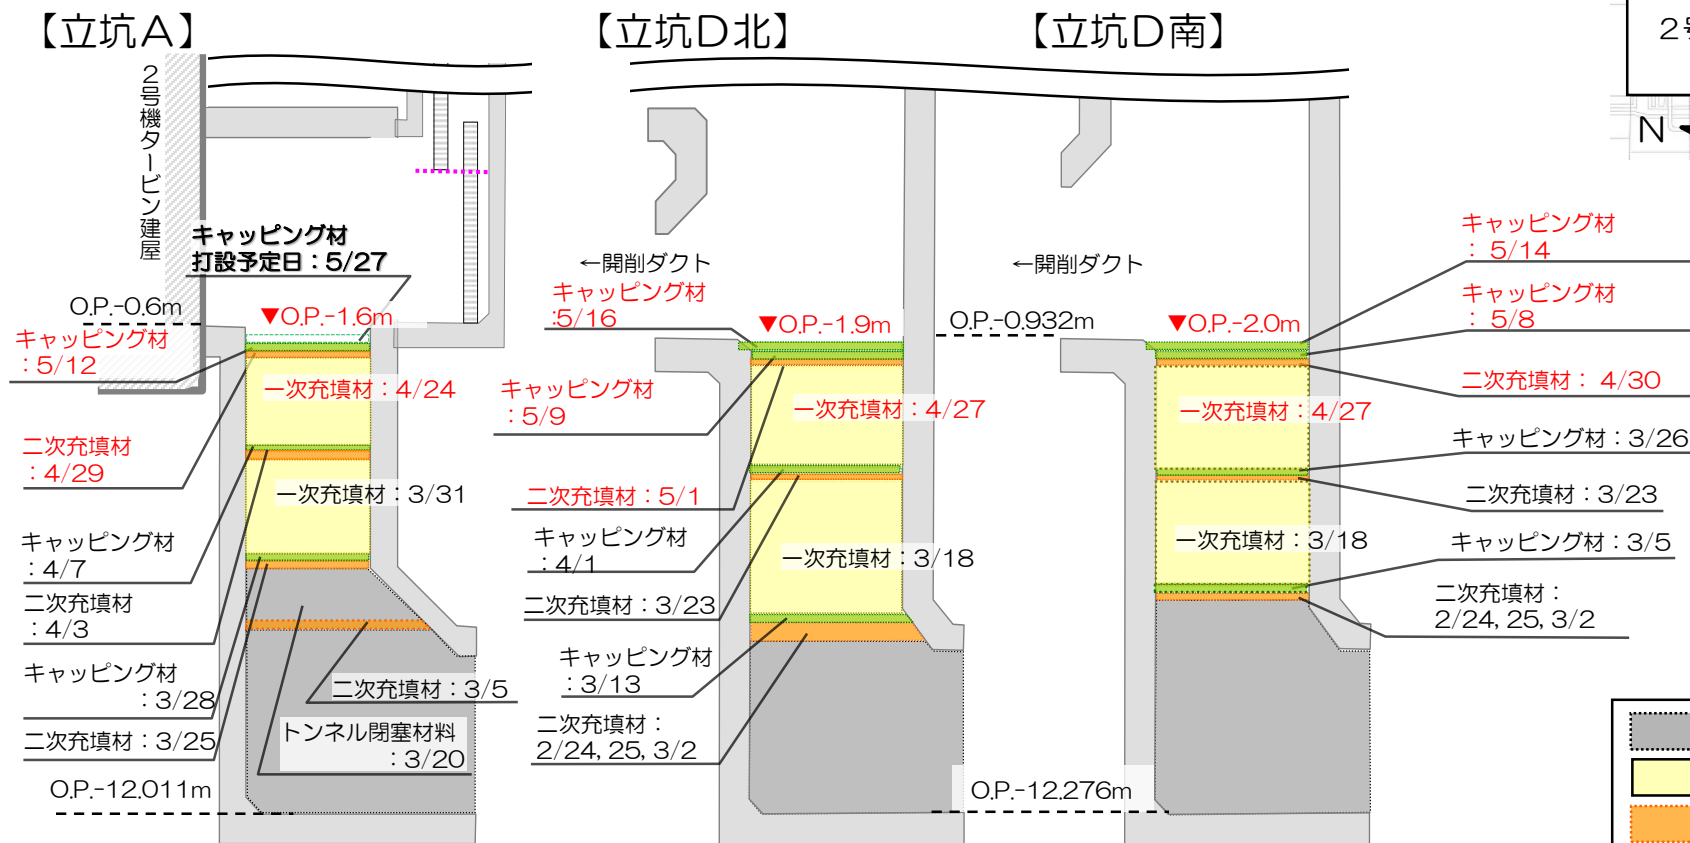 【立坑A】
【立坑D北】
【立坑D南】
2号機タービン建屋
キャッピング材
打設予定日：5/27
O.P.-0.6m
▼O.P.-1.6m
キャッピング材
：5/12
一次充填材：4/24
二次充填材
：4/29
一次充填材：3/31
キャッピング材
：4/7
二次充填材
：4/3
キャッピング材
：3/28
二次充填材：3/25
二次充填材：3/5
トンネル閉塞材料
：3/20
O.P.-12.011m
←開削ダクト
キャッピング材
：5/16
▼O.P.-1.9m
キャッピング材
：5/9
一次充填材：4/27
二次充填材：5/1
キャッピング材
：4/1
一次充填材：3/18
二次充填材：3/23
キャッピング材
：3/13
二次充填材：
2/24, 25, 3/2
←開削ダクト
O.P.-0.932m
▼O.P.-2.0m
キャッピング材
：5/14
キャッピング材
：5/8
二次充填材：4/30
一次充填材：4/27
キャッピング材：3/26
二次充填材：3/23
一次充填材：3/18
キャッピング材：3/5
二次充填材：
2/24, 25, 3/2
O.P.-12.276m
N